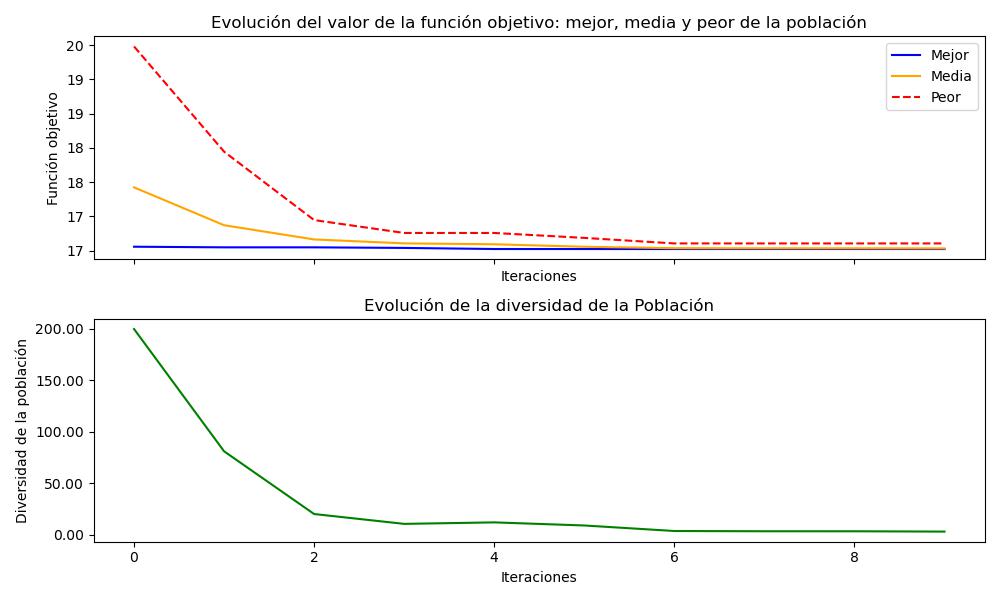 Evolución del valor de la función objetivo: mejor, media y peor de la población
Función objetivo
20
19
19
18
18
17
17
Mejor
Media
Peor
Iteraciones
Evolución de la diversidad de la Población
Diversidad de la población
200.00
150.00
100.00
50.00
0.00
0 2 4 6 8
Iteraciones